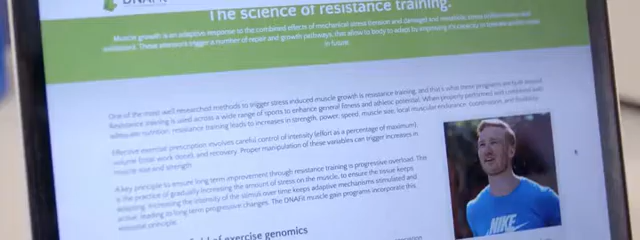 DNAFit
The science of resistance training.
Muscle growth is an adaptive response to the combined effects of mechanical stress (tension and damage) and metabolic stress
These stressors trigger a number of repair and growth pathways, that allow to body to adapt by improving it's capacity to
in future.
One of the most well researched methods to trigger stress induced muscle growth is resistance training, and that's what these programs are built around.
Resistance training is used across a wide range of sports to enhance general fitness and athletic potential. When properly performed and combined with
adequate nutrition, resistance training leads to increases in strength, power, speed, muscle size, local muscular endurance, coordination, and flexibility.
Effective exercise prescription involves careful control of intensity (effort as a percentage of maximum),
volume (total work done), and recovery. Proper manipulation of these variables can trigger increases in
muscle size and strength.
A key principle to ensure long term improvement through resistance training is progressive overload. This
is the practice of gradually increasing the amount of stress on the muscle, to ensure the tissue keeps
adapting. Increasing the intensity of the stimulus over time keeps adaptive mechanisms stimulated and
active, leading to long term progressive changes. The DNAFit muscle gain programs incorporate this
essential principle.
field of exercise genomics
NIKE